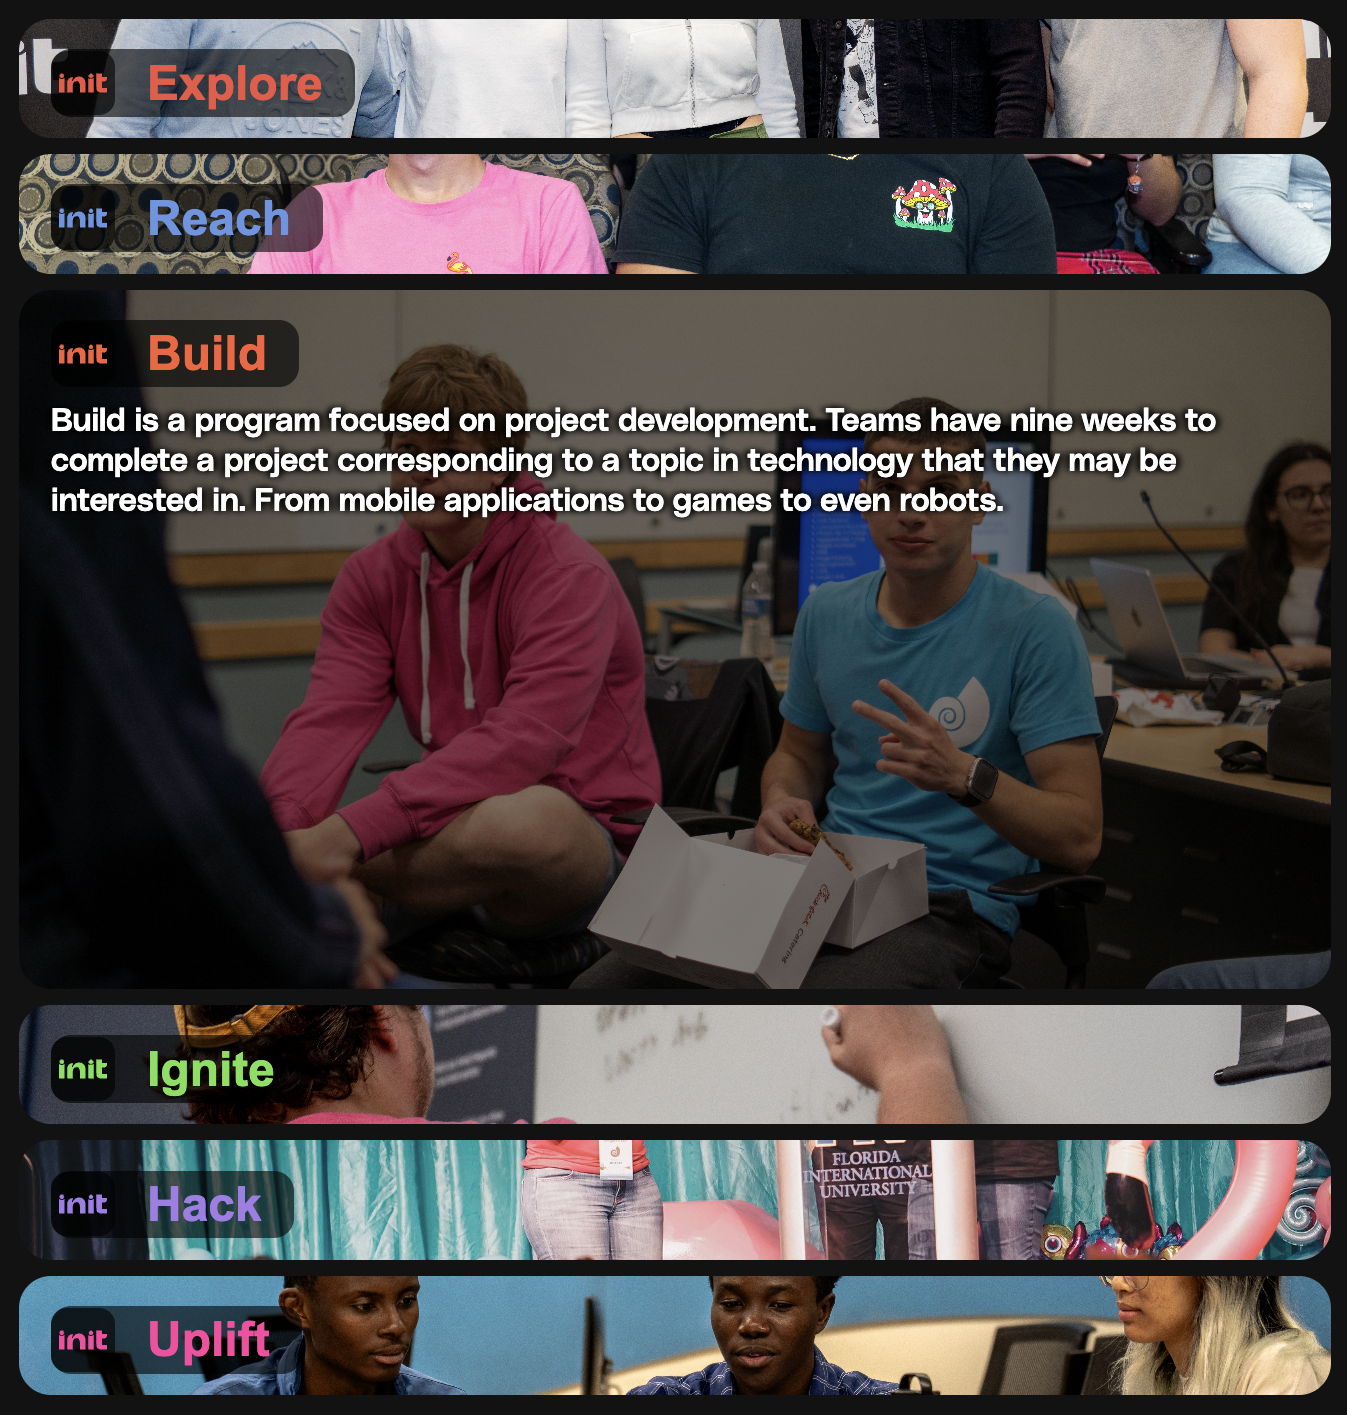 init Explore
init Reach
init Build
Build is a program focused on project development. Teams have nine weeks to
complete a project corresponding to a topic in technology that they may be
interested in. From mobile applications to games to even robots.
Catering
init Ignite
init Hack
FLORIDA
INTERNATIONAL
UNIVERSITY
init Uplift